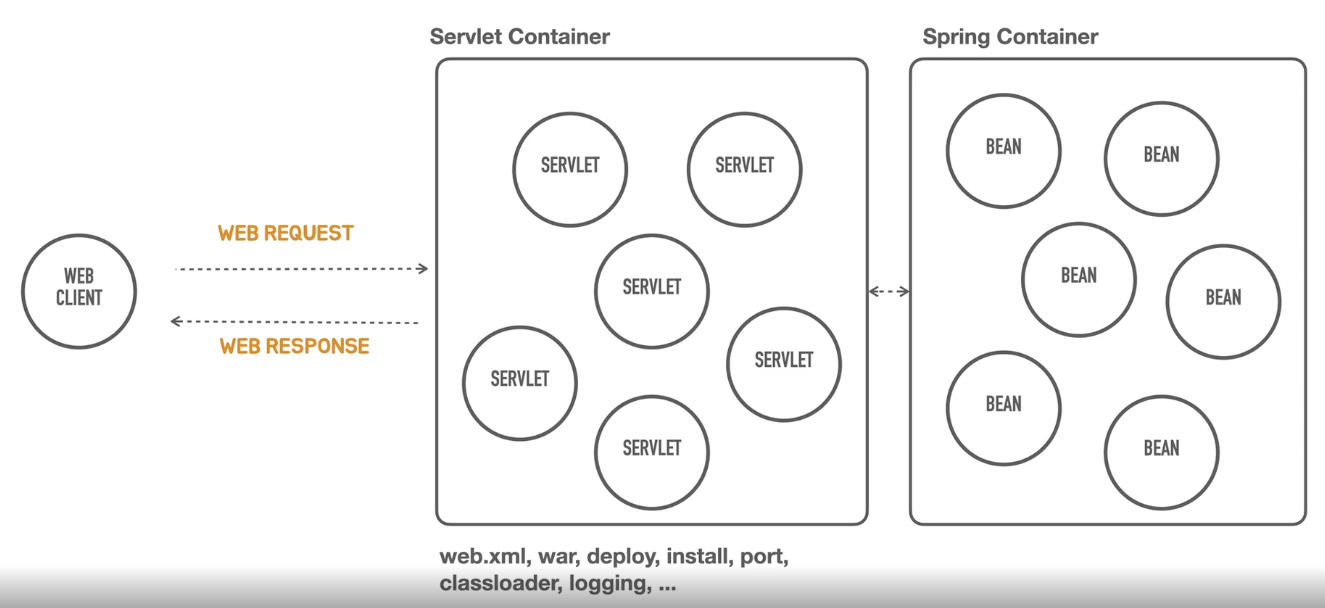 Servlet Container
Spring Container
BEAN
BEAN
SERVLET
SERVLET
WEB REQUEST
WEB
CLIENT
SERVLET
BEAN
BEAN
WEB RESPONSE
SERVLET
SERVLET
BEAN
SERVLET
BEAN
web.xml, war, deploy, install, port,
classloader, logging, ...